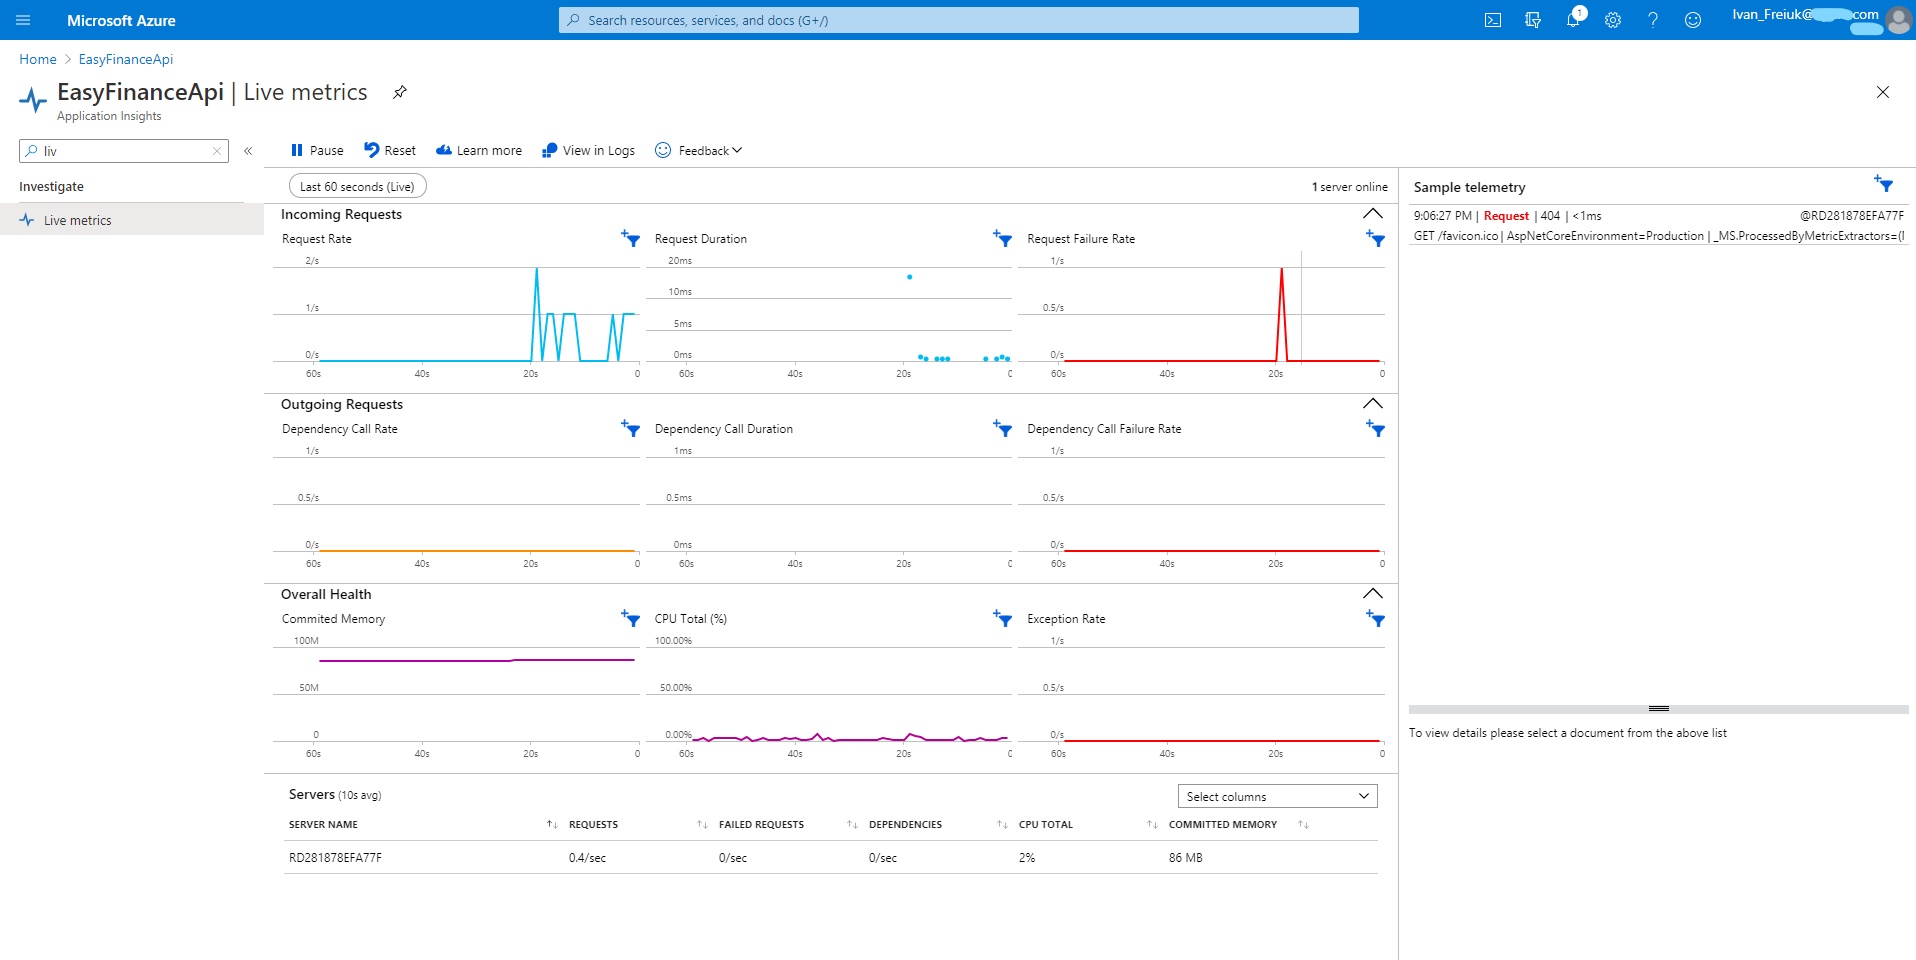 Microsoft Azure
Search resources, services, and docs (G+/)
1
Ivan_Freiuk@ com
Home > EasyFinanceApi
EasyFinanceApi | Live metrics
Application Insights
liv
Investigate
Live metrics
Pause Reset Learn more View in Logs Feedback
Last 60 seconds (Live)
1 server online
Incoming Requests
Request Rate
2/s
1/s
0/s
60s 40s 20s 0
Request Duration
20ms
10ms
5ms
0ms
60s 40s 20s 0
Request Failure Rate
1/s
0.5/s
0/s
60s 40s 20s 0
Outgoing Requests
Dependency Call Rate
1/s
0.5/s
0/s
60s 40s 20s 0
Dependency Call Duration
1ms
0.5ms
0ms
60s 40s 20s 0
Dependency Call Failure Rate
1/s
0.5/s
0/s
60s 40s 20s 0
Overall Health
Commited Memory
100M
50M
0
60s 40s 20s 0
CPU Total (%)
100.00%
50.00%
0.00%
60s 40s 20s 0
Exception Rate
1/s
0.5/s
0/s
60s 40s 20s 0
Servers (10s avg)
Select columns
SERVER NAME REQUESTS FAILED REQUESTS DEPENDENCIES CPU TOTAL COMMITTED MEMORY
RD281878EFA77F 0.4/sec 0/sec 0/sec 2% 86 MB
Sample telemetry
9:06:27 PM | Request | 404 | <1ms @RD281878EFA77F
GET /favicon.ico | AspNetCoreEnvironment=Production | _MS.ProcessedByMetricExtractors=(
To view details please select a document from the above list